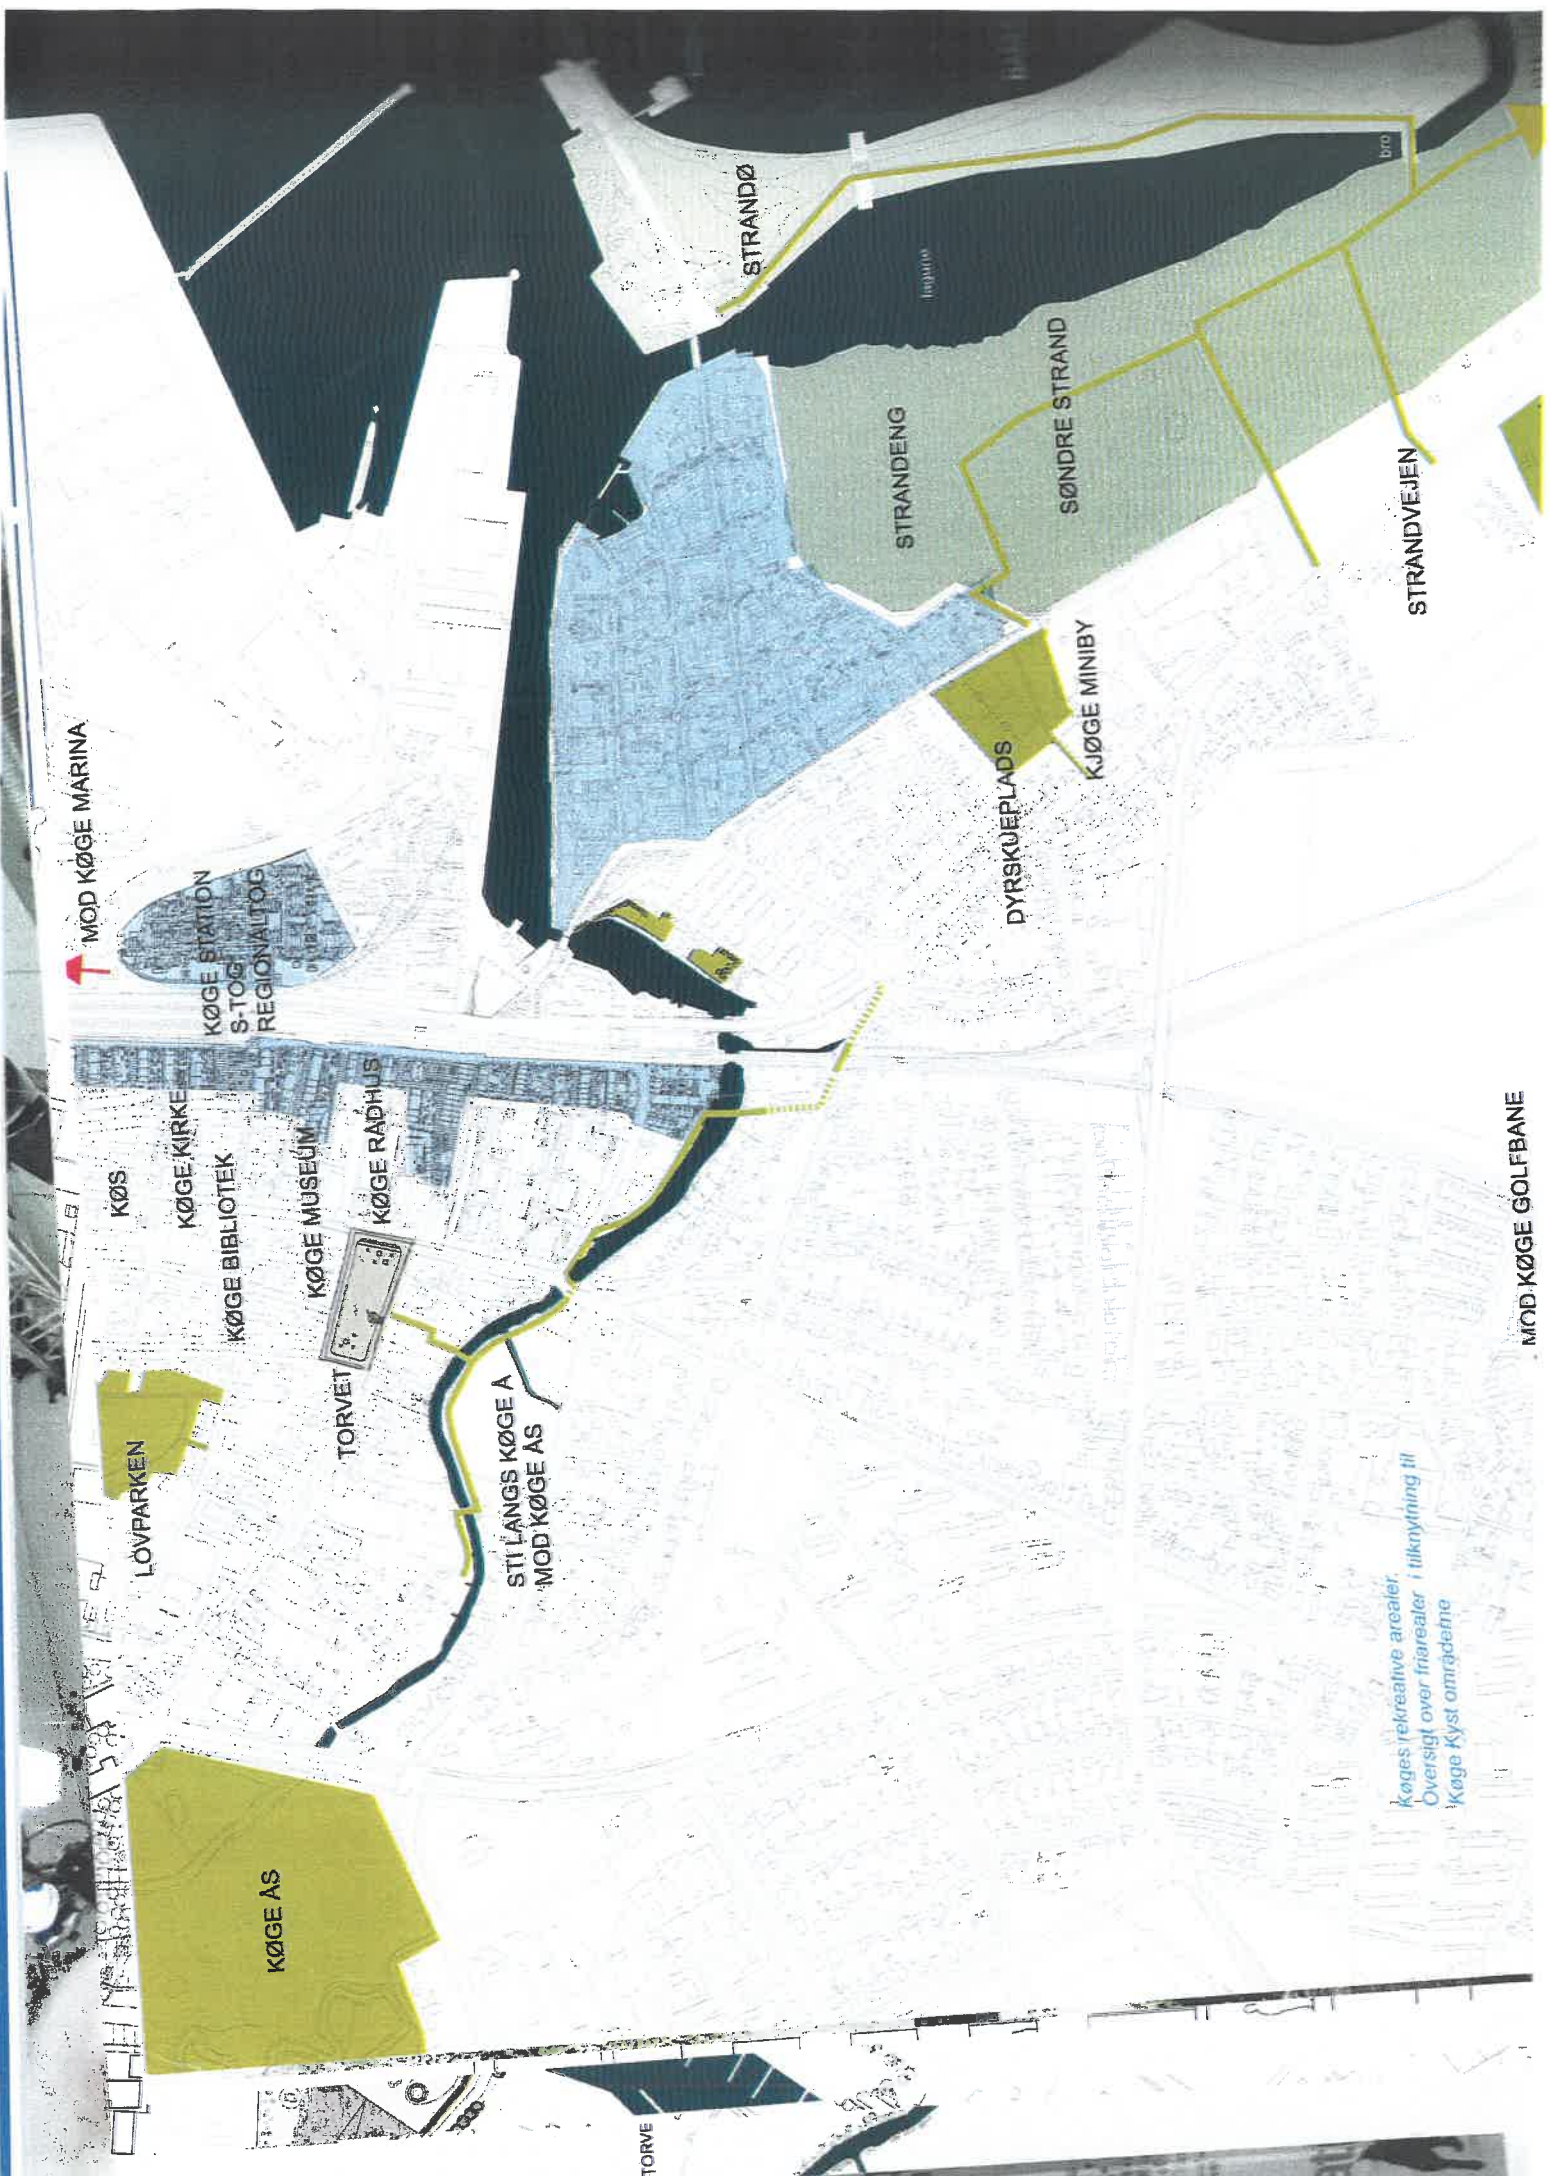 MOD KØGE MARINA
KØGE STATION
S-TOG
REGIONALTOG
KØS
KØGE KIRKE
KØGE BIBLIOTEK
KØGE MUSEUM
KØGE RÅDHUS
LOVPARKEN
TORVET
STI LANGS KØGE Å
MOD KØGE ÅS
KØGE ÅS
STRANDØ
lagune
bro
STRANDENG
SØNDRE STRAND
STRANDVEJEN
KJØGE MINIBY
DYRSKUEPLADS
MOD KØGE GOLFBANE
Køges rekreative arealer.
Oversigt over friarealer i tilknytning til
Køge Kyst områderne
TORVE